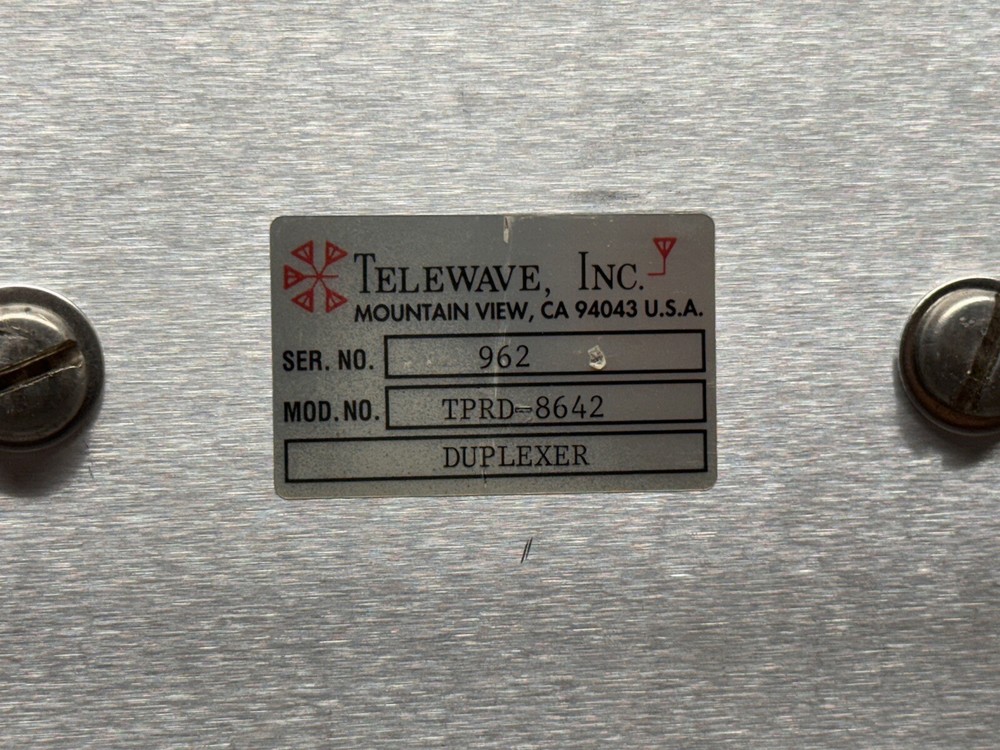 TELEWAVE, INC.
MOUNTAIN VIEW, CA 94043 U.S.A.
SER. NO. 962
MOD. NO. TPRD-8642
DUPLEXER